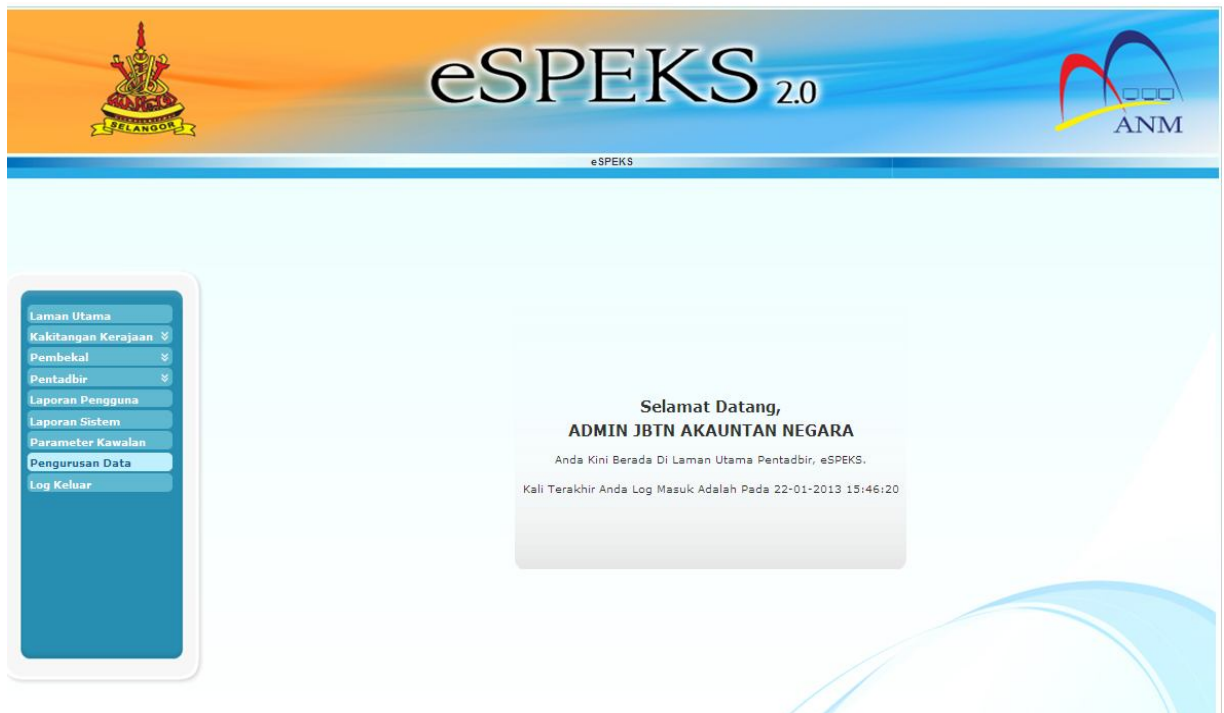 SELANGOR
eSPEKS 2.0
ANM
eSPEKS
Laman Utama
Kakitangan Kerajaan
Pembekal
Pentadbir
Laporan Pengguna
Laporan Sistem
Parameter Kawalan
Pengurusan Data
Log Keluar
Selamat Datang,
ADMIN JBTN AKAUNTAN NEGARA
Anda Kini Berada Di Laman Utama Pentadbir, eSPEKS.
Kali Terakhir Anda Log Masuk Adalah Pada 22-01-2013 15:46:20